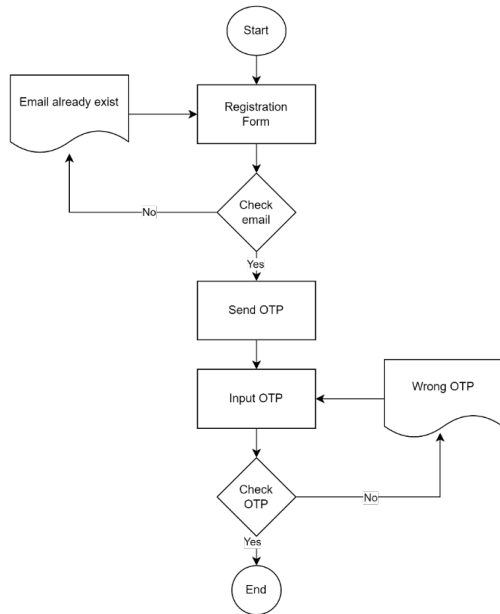 Start
Email already exist
Registration
Form
Check
email
No
Yes
Send OTP
Input OTP
Wrong OTP
Check
OTP
No
Yes
End